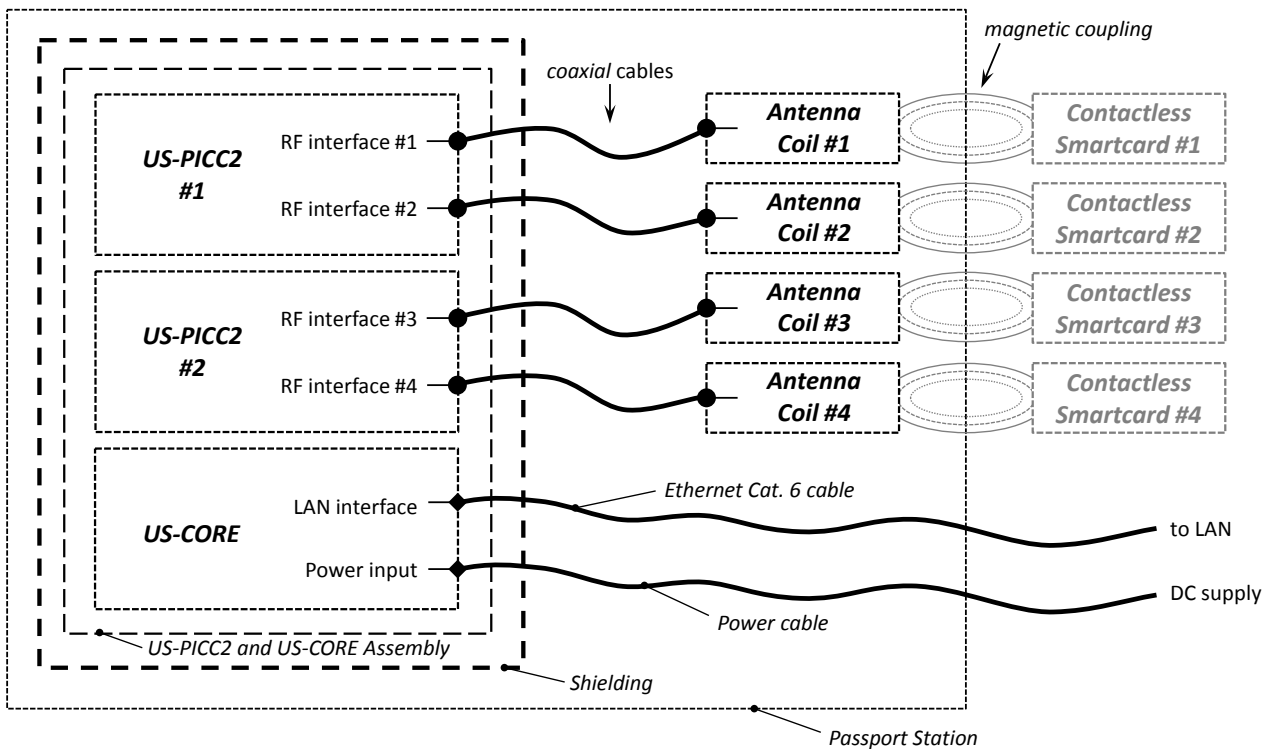 magnetic coupling
coaxial cables
US-PICC2
#1
RF interface #1
RF interface #2
Antenna
Coil #1
Contactless
Smartcard #1
Antenna
Coil #2
Contactless
Smartcard #2
US-PICC2
#2
RF interface #3
RF interface #4
Antenna
Coil #3
Contactless
Smartcard #3
Antenna
Coil #4
Contactless
Smartcard #4
US-CORE
LAN interface
Power input
Ethernet Cat. 6 cable
to LAN
DC supply
Power cable
US-PICC2 and US-CORE Assembly
Shielding
Passport Station